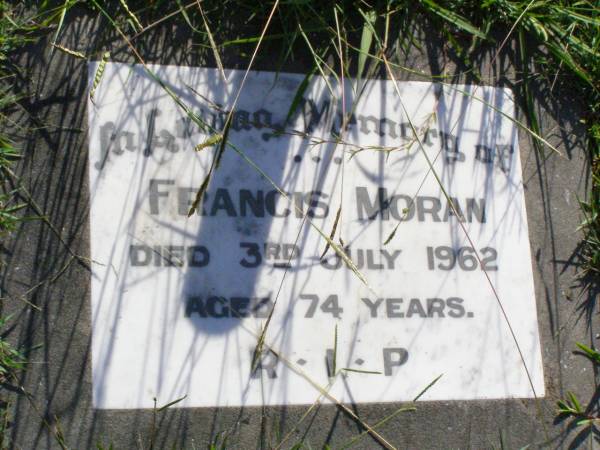 In Loving Memory of
...
FRANCIS MORAN
DIED 3RD JULY 1962
AGED 74 YEARS.
R·I·P